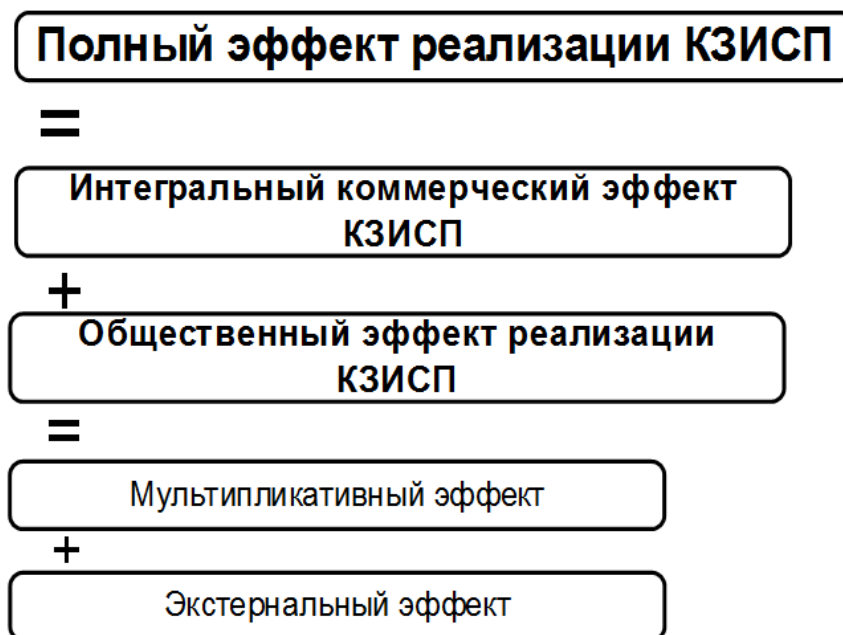 Полный эффект реализации КЗИСП
=
Интегральный коммерческий эффект
КЗИСП
+
Общественный эффект реализации
КЗИСП
=
Мультипликативный эффект
+
Экстернальный эффект